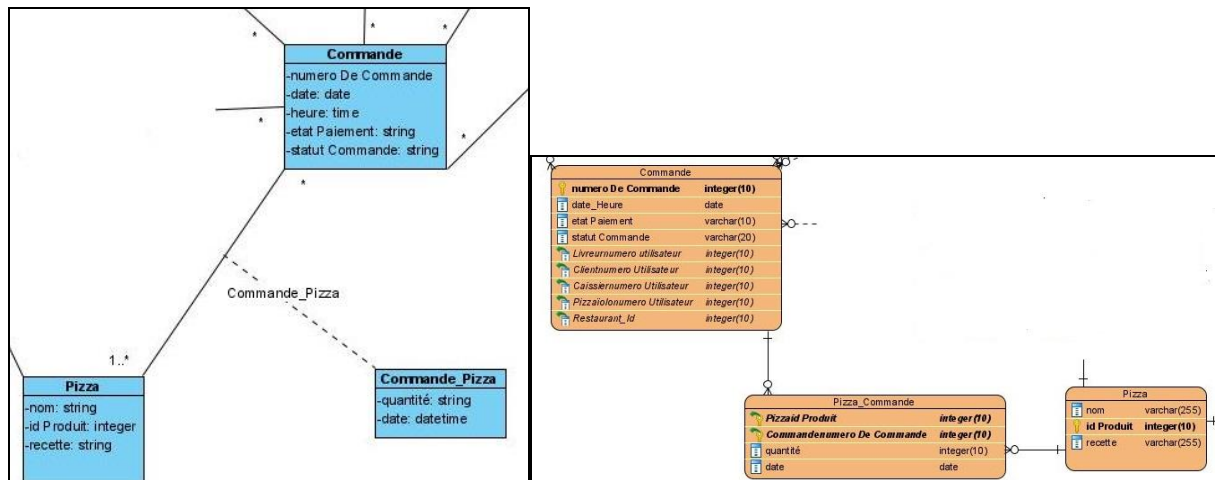 *
*
*
Commande
-numero De Commande
-date: date
-heure: time
-etat Paiement: string
-statut Commande: string
*
*
*
Commande_Pizza
1..*
Pizza
-nom: string
-id Produit: integer
-recette: string
Commande_Pizza
-quantité: string
-date: datetime
Commande
numero De Commande integer(10)
date_Heure date
etat Paiement varchar(10)
statut Commande varchar(20)
Livreurnumero utilisateur integer(10)
Clientnumero Utilisateur integer(10)
Caissiernumero Utilisateur integer(10)
Pizzaiolonumero Utilisateur integer(10)
Restaurant_Id integer(10)
Pizza_Commande
Pizzaid Produit integer(10)
Commandenumero De Commande integer(10)
quantité integer(10)
date date
Pizza
nom varchar(255)
id Produit integer(10)
recette varchar(255)